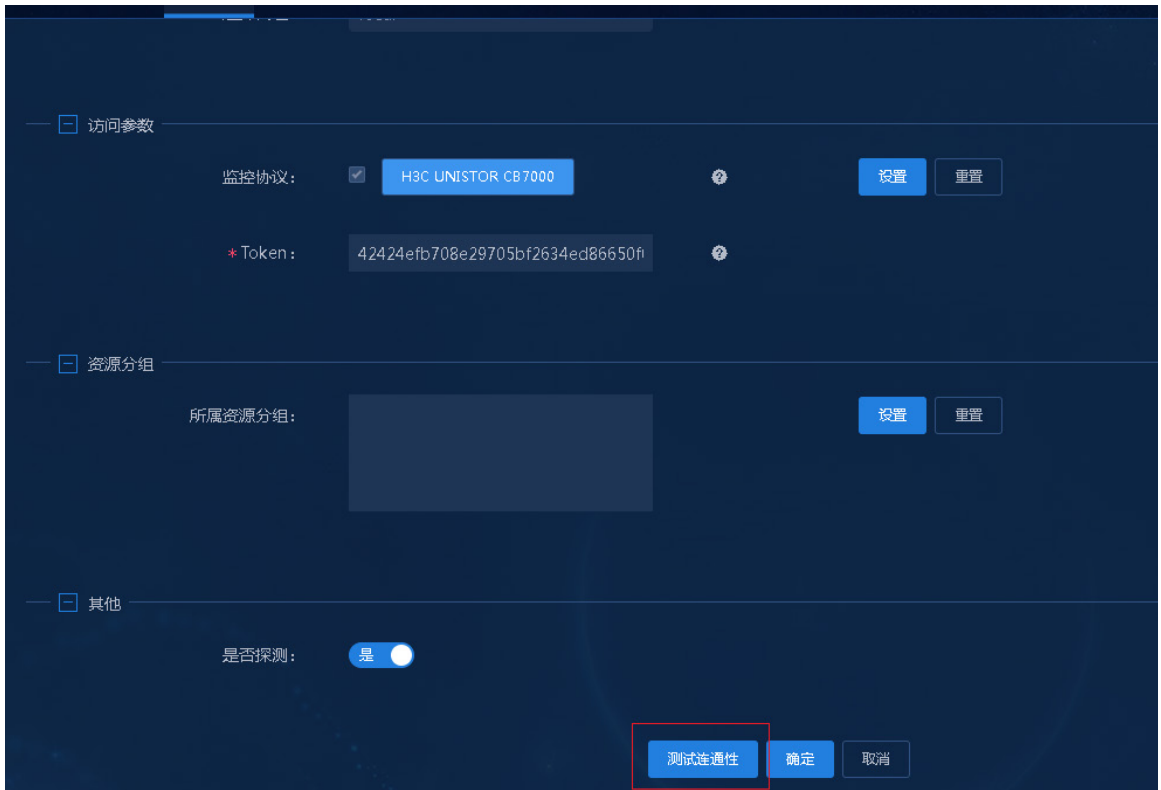 访问参数
监控协议： H3C UNISTOR CB7000 设置 重置
*Token： 42424efb708e29705bf2634ed86650f
资源分组
所属资源分组： 设置 重置
其他
是否探测： 是
测试连通性 确定 取消